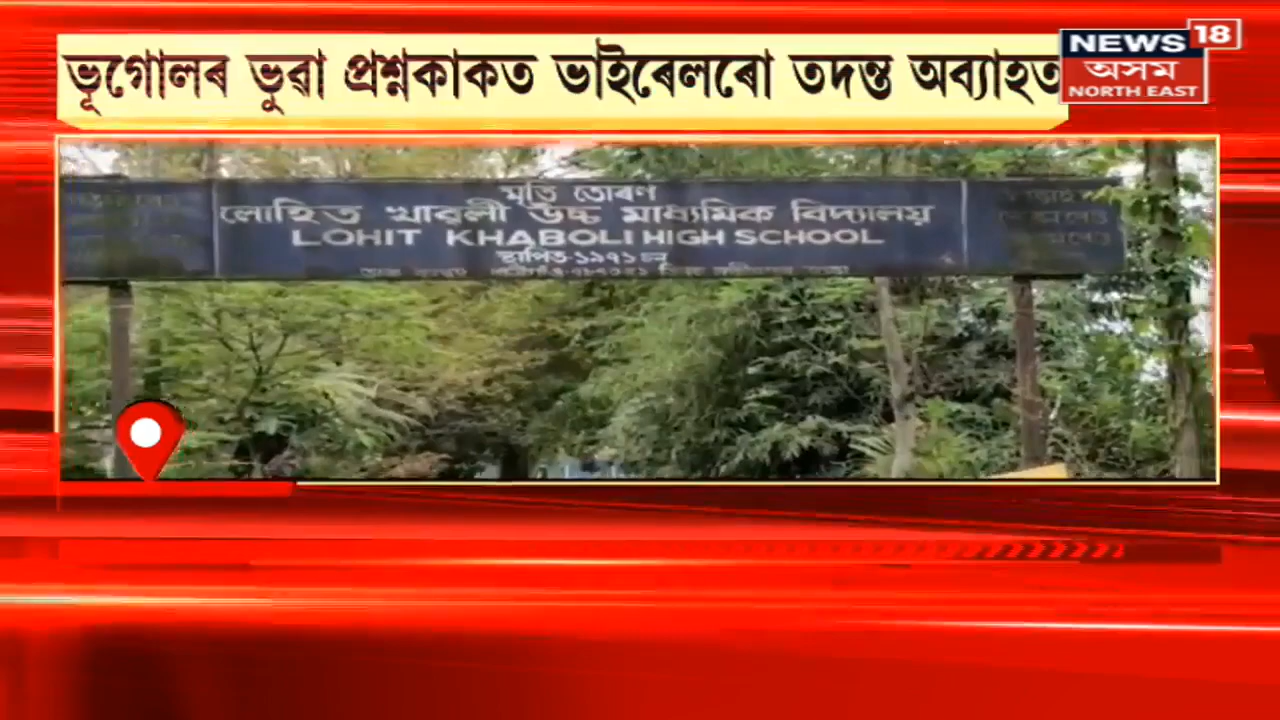 ভূগোলৰ ভুৱা প্ৰশ্নকাকত ভাইৰেলৰো তদন্ত অব্যাহত
NEWS 18
অসম
NORTH EAST
স্মৃতি তোৰণ
লোহিত খাবলী উচ্চ মাধ্যমিক বিদ্যালয়
LOHIT KHABOLI HIGH SCHOOL
স্থাপিত-১৯৭১ চন